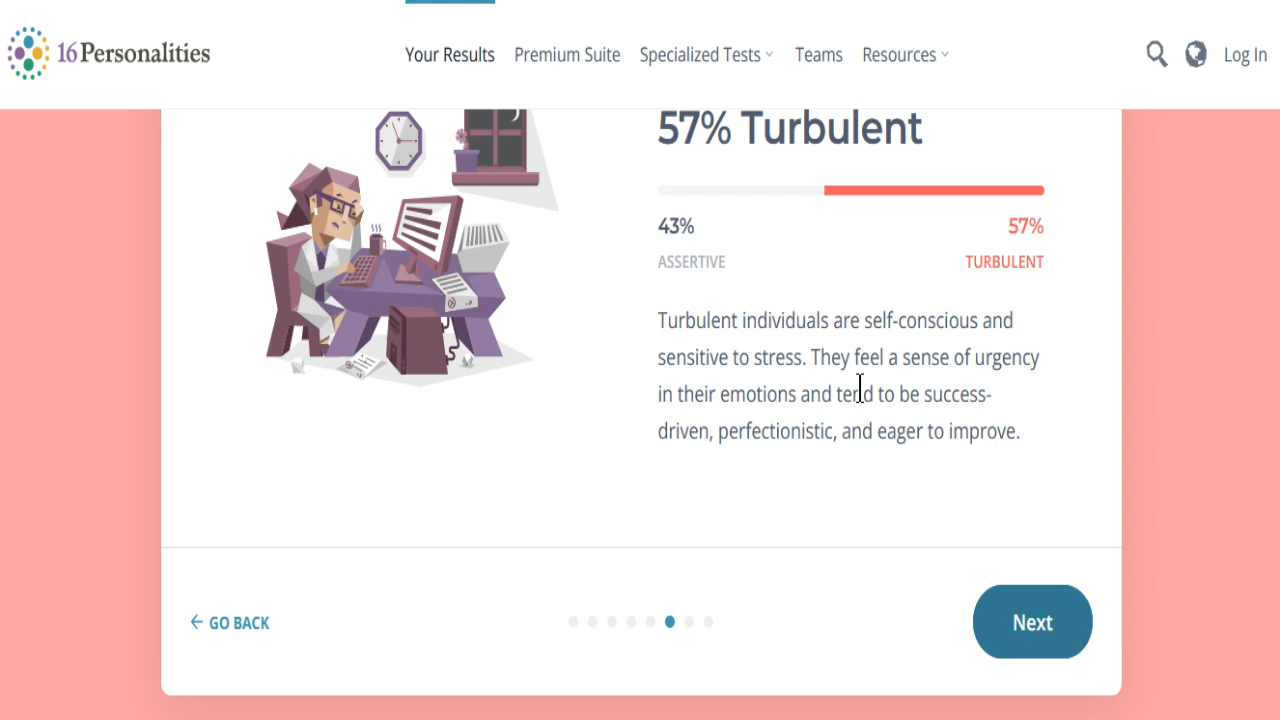 16Personalities
Your Results Premium Suite Specialized Tests Teams Resources Log In
57% Turbulent
43% 57%
ASSERTIVE TURBULENT
Turbulent individuals are self-conscious and
sensitive to stress. They feel a sense of urgency
in their emotions and tend to be success-
driven, perfectionistic, and eager to improve.
← GO BACK Next